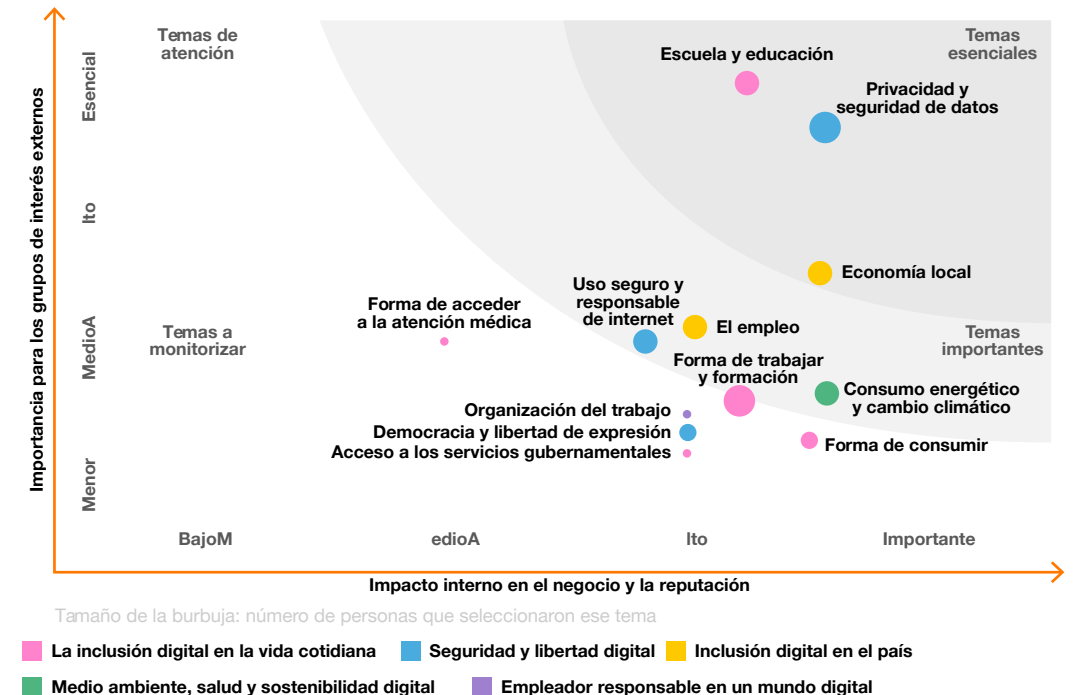 Temas de
atención
Temas
esenciales
Escuela y educación
Privacidad y
seguridad de datos
Esencial
Importancia para los grupos de interés externos
Ito
Economía local
Uso seguro y
responsable
de internet
Forma de acceder
a la atención médica
El empleo
MedioA
Temas a
monitorizar
Temas
importantes
Forma de trabajar
y formación
Consumo energético
y cambio climático
Organización del trabajo
Democracia y libertad de expresión
Acceso a los servicios gubernamentales
Forma de consumir
Menor
BajoM
edioA
Ito
Importante
Impacto interno en el negocio y la reputación
Tamaño de la burbuja: número de personas que seleccionaron ese tema
La inclusión digital en la vida cotidiana
Seguridad y libertad digital
Inclusión digital en el país
Medio ambiente, salud y sostenibilidad digital
Empleador responsable en un mundo digital